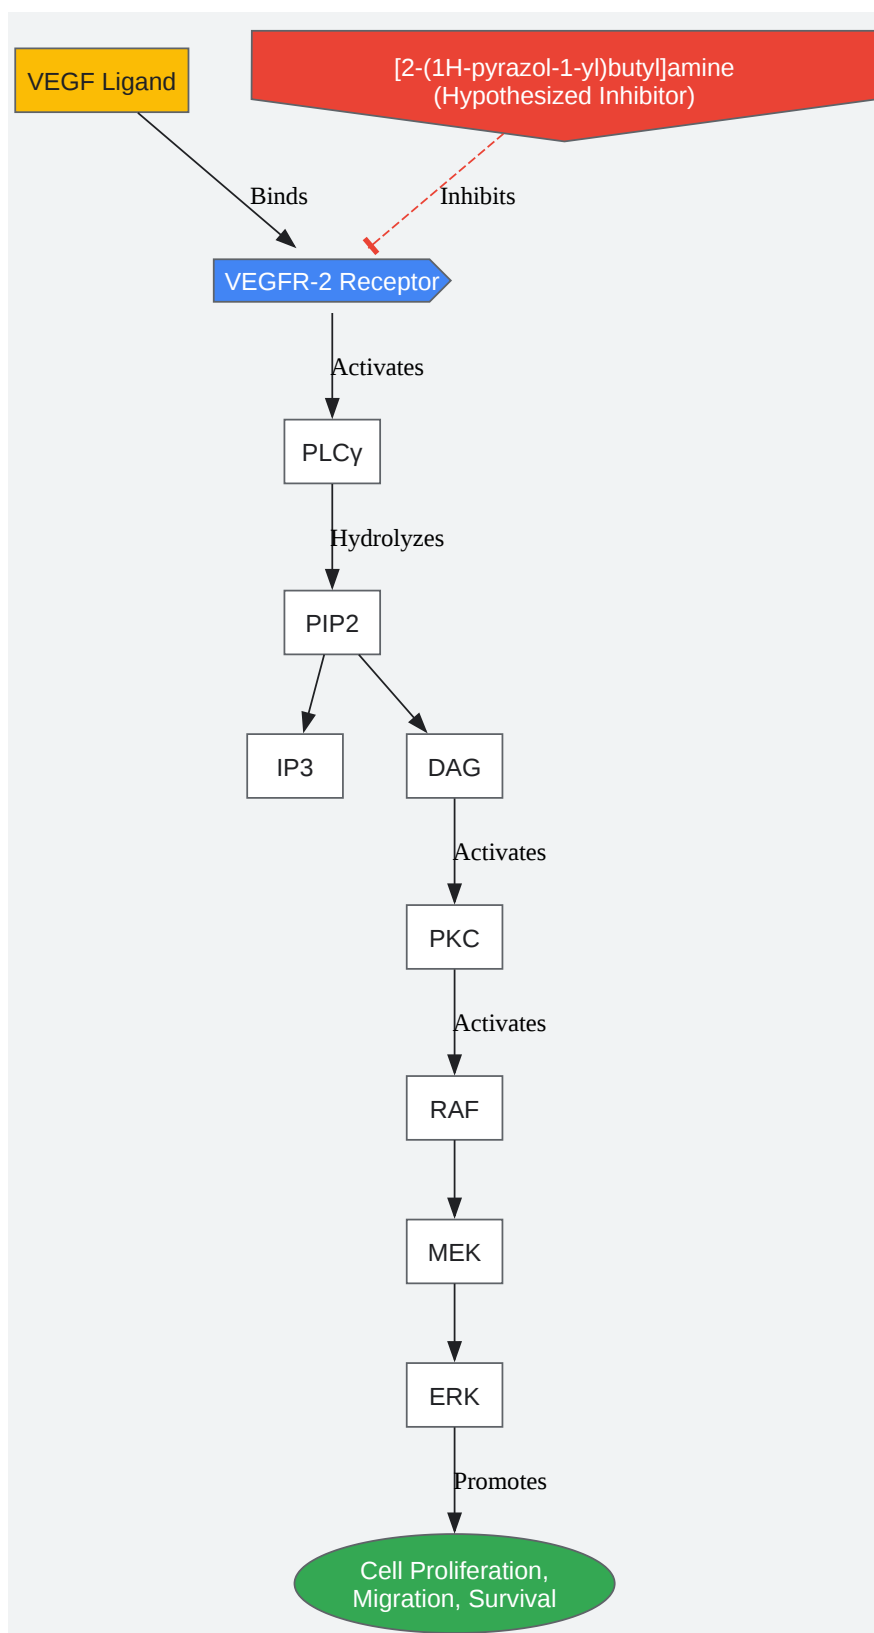 VEGF Ligand
[2-(1H-pyrazol-1-yl)butyl]amine
(Hypothesized Inhibitor)
Binds
Inhibits
VEGFR-2 Receptor
Activates
PLCγ
Hydrolyzes
PIP2
IP3
DAG
Activates
PKC
Activates
RAF
MEK
ERK
Promotes
Cell Proliferation,
Migration, Survival